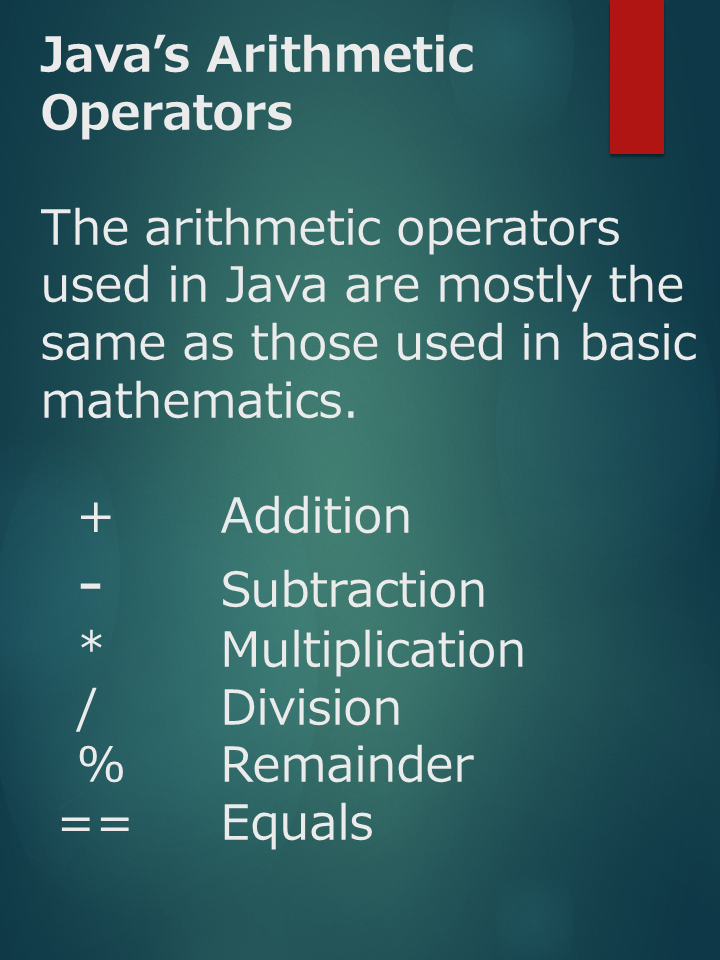 Java’s Arithmetic
Operators
The arithmetic operators
used in Java are mostly the
same as those used in basic
mathematics.
+ Addition
- Subtraction
* Multiplication
/ Division
% Remainder
== Equals